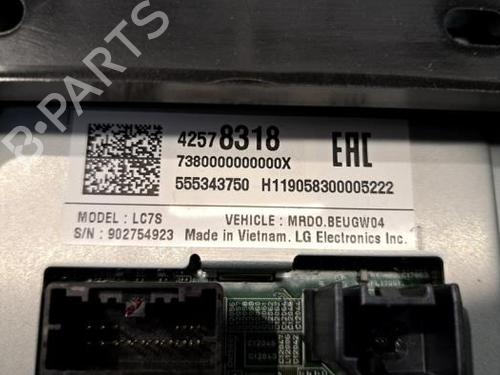 42578318
7380000000000X
EAC
555343750 H119058300005222
MODEL : LC7S VEHICLE : MRDO.BEUGW04
S/N : 902754923 Made in Vietnam. LG Electronics Inc.
B-PARTS